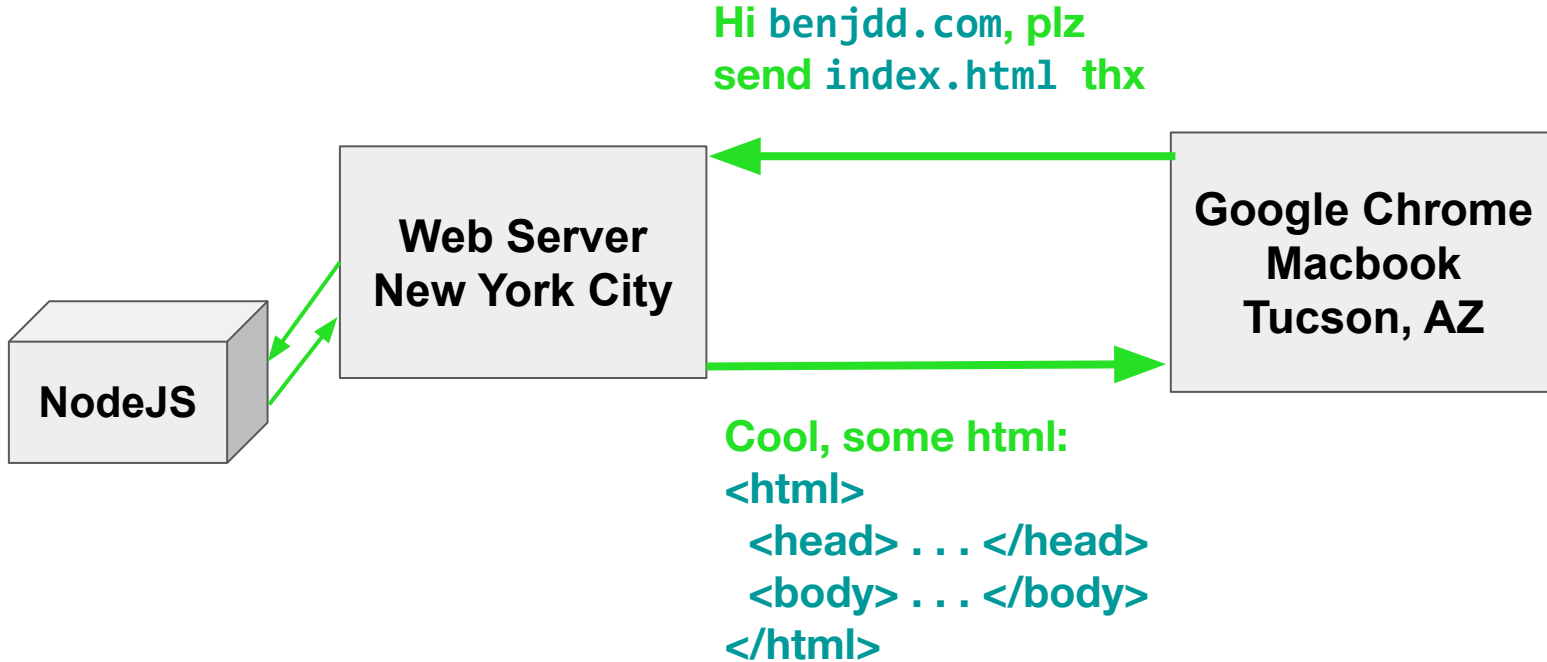 Hi benjdd.com, plz
send index.html thx
Web Server
New York City
Google Chrome
Macbook
Tucson, AZ
NodeJS
Cool, some html:
<html>
<head> . . . </head>
<body> . . . </body>
</html>